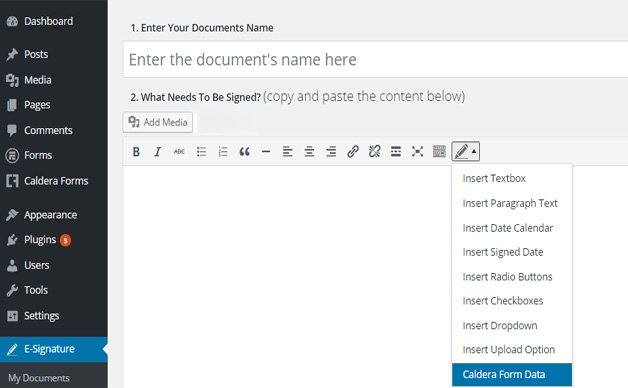 Dashboard
Posts
Media
Pages
Comments
Forms
Caldera Forms
Appearance
Plugins 5
Users
Tools
Settings
E-Signature
My Documents
1. Enter Your Documents Name
Enter the document's name here
2. What Needs To Be Signed? (copy and paste the content below)
Add Media
B I ABC
Insert Textbox
Insert Paragraph Text
Insert Date Calendar
Insert Signed Date
Insert Radio Buttons
Insert Checkboxes
Insert Dropdown
Insert Upload Option
Caldera Form Data